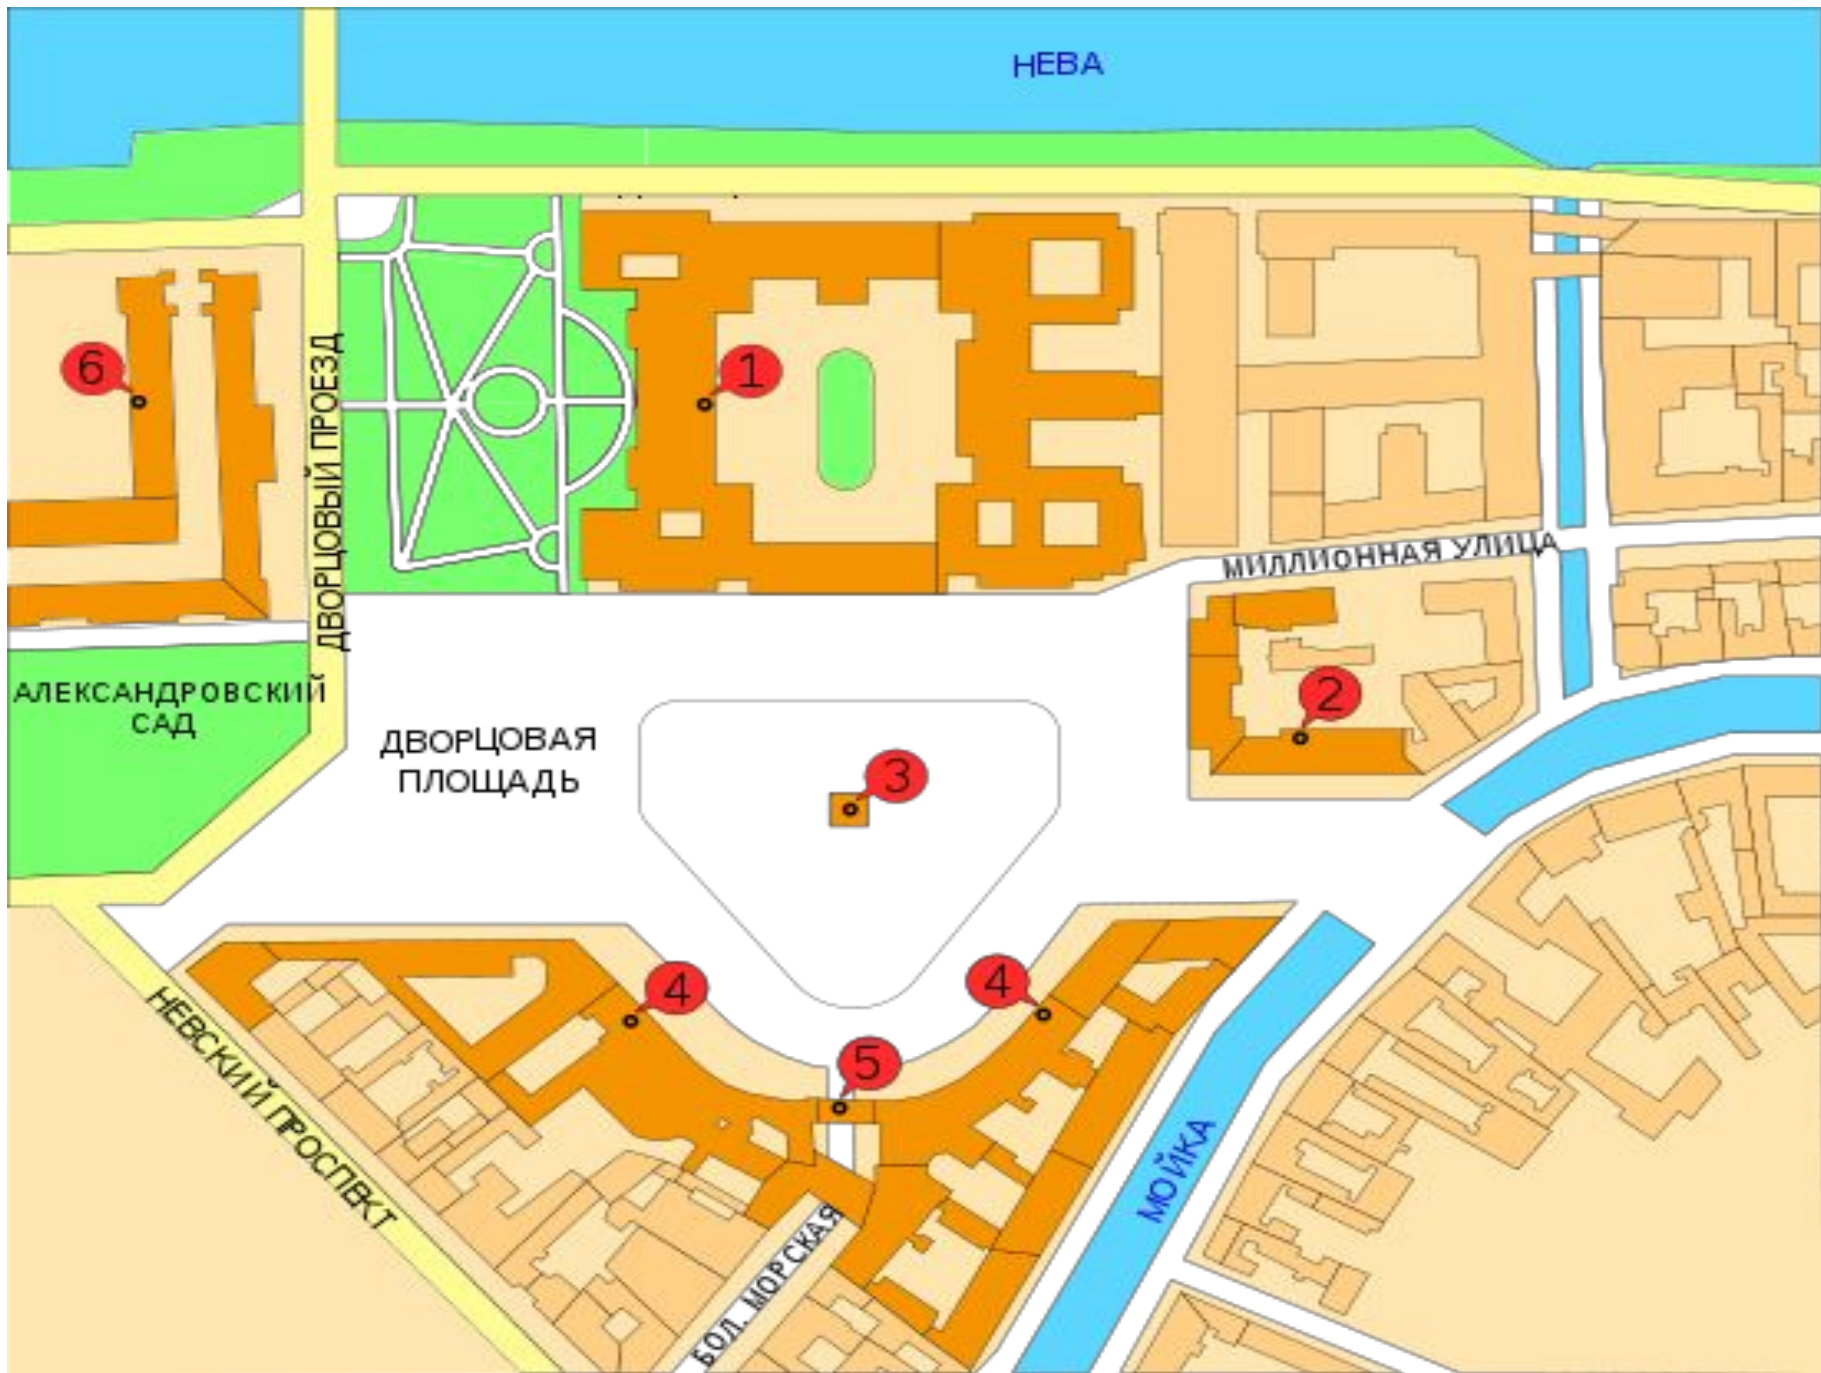 НЕВА
6
1
ДВОРЦОВЫЙ ПРОЕЗД
МИЛЛИОННАЯ УЛИЦА
АЛЕКСАНДРОВСКИЙ
САД
2
ДВОРЦОВАЯ
ПЛОЩАДЬ
3
4
4
5
НЕВСКИЙ ПРОСПЕКТ
МОЙКА
БОЛ. МОРСКАЯ